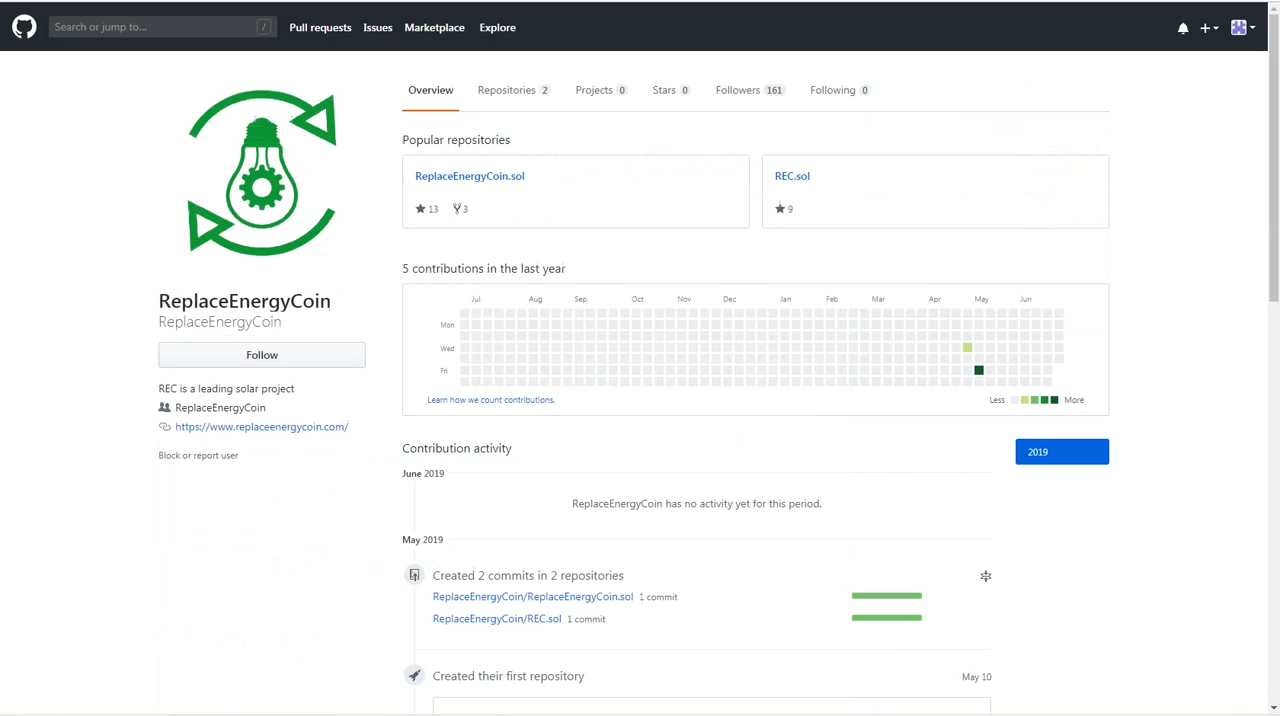 Search or jump to... /
Pull requests
Issues
Marketplace
Explore
Overview
Repositories 2
Projects 0
Stars 0
Followers 161
Following 0
Popular repositories
ReplaceEnergyCoin.sol
13 3
REC.sol
9
ReplaceEnergyCoin
ReplaceEnergyCoin
Follow
REC is a leading solar project
ReplaceEnergyCoin
https://www.replaceenergycoin.com/
Block or report user
5 contributions in the last year
Jul Aug Sep Oct Nov Dec Jan Feb Mar Apr May Jun
Mon
Wed
Fri
Learn how we count contributions.
Less More
Contribution activity
2019
June 2019
ReplaceEnergyCoin has no activity yet for this period.
May 2019
Created 2 commits in 2 repositories
ReplaceEnergyCoin/ReplaceEnergyCoin.sol 1 commit
ReplaceEnergyCoin/REC.sol 1 commit
Created their first repository
May 10